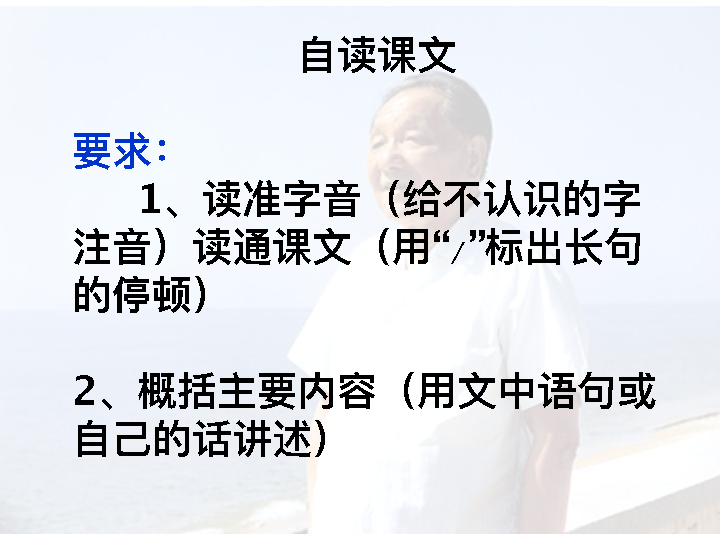 自读课文
要求：
1、读准字音（给不认识的字
注音）读通课文（用“/”标出长句
的停顿）
2、概括主要内容（用文中语句或
自己的话讲述）